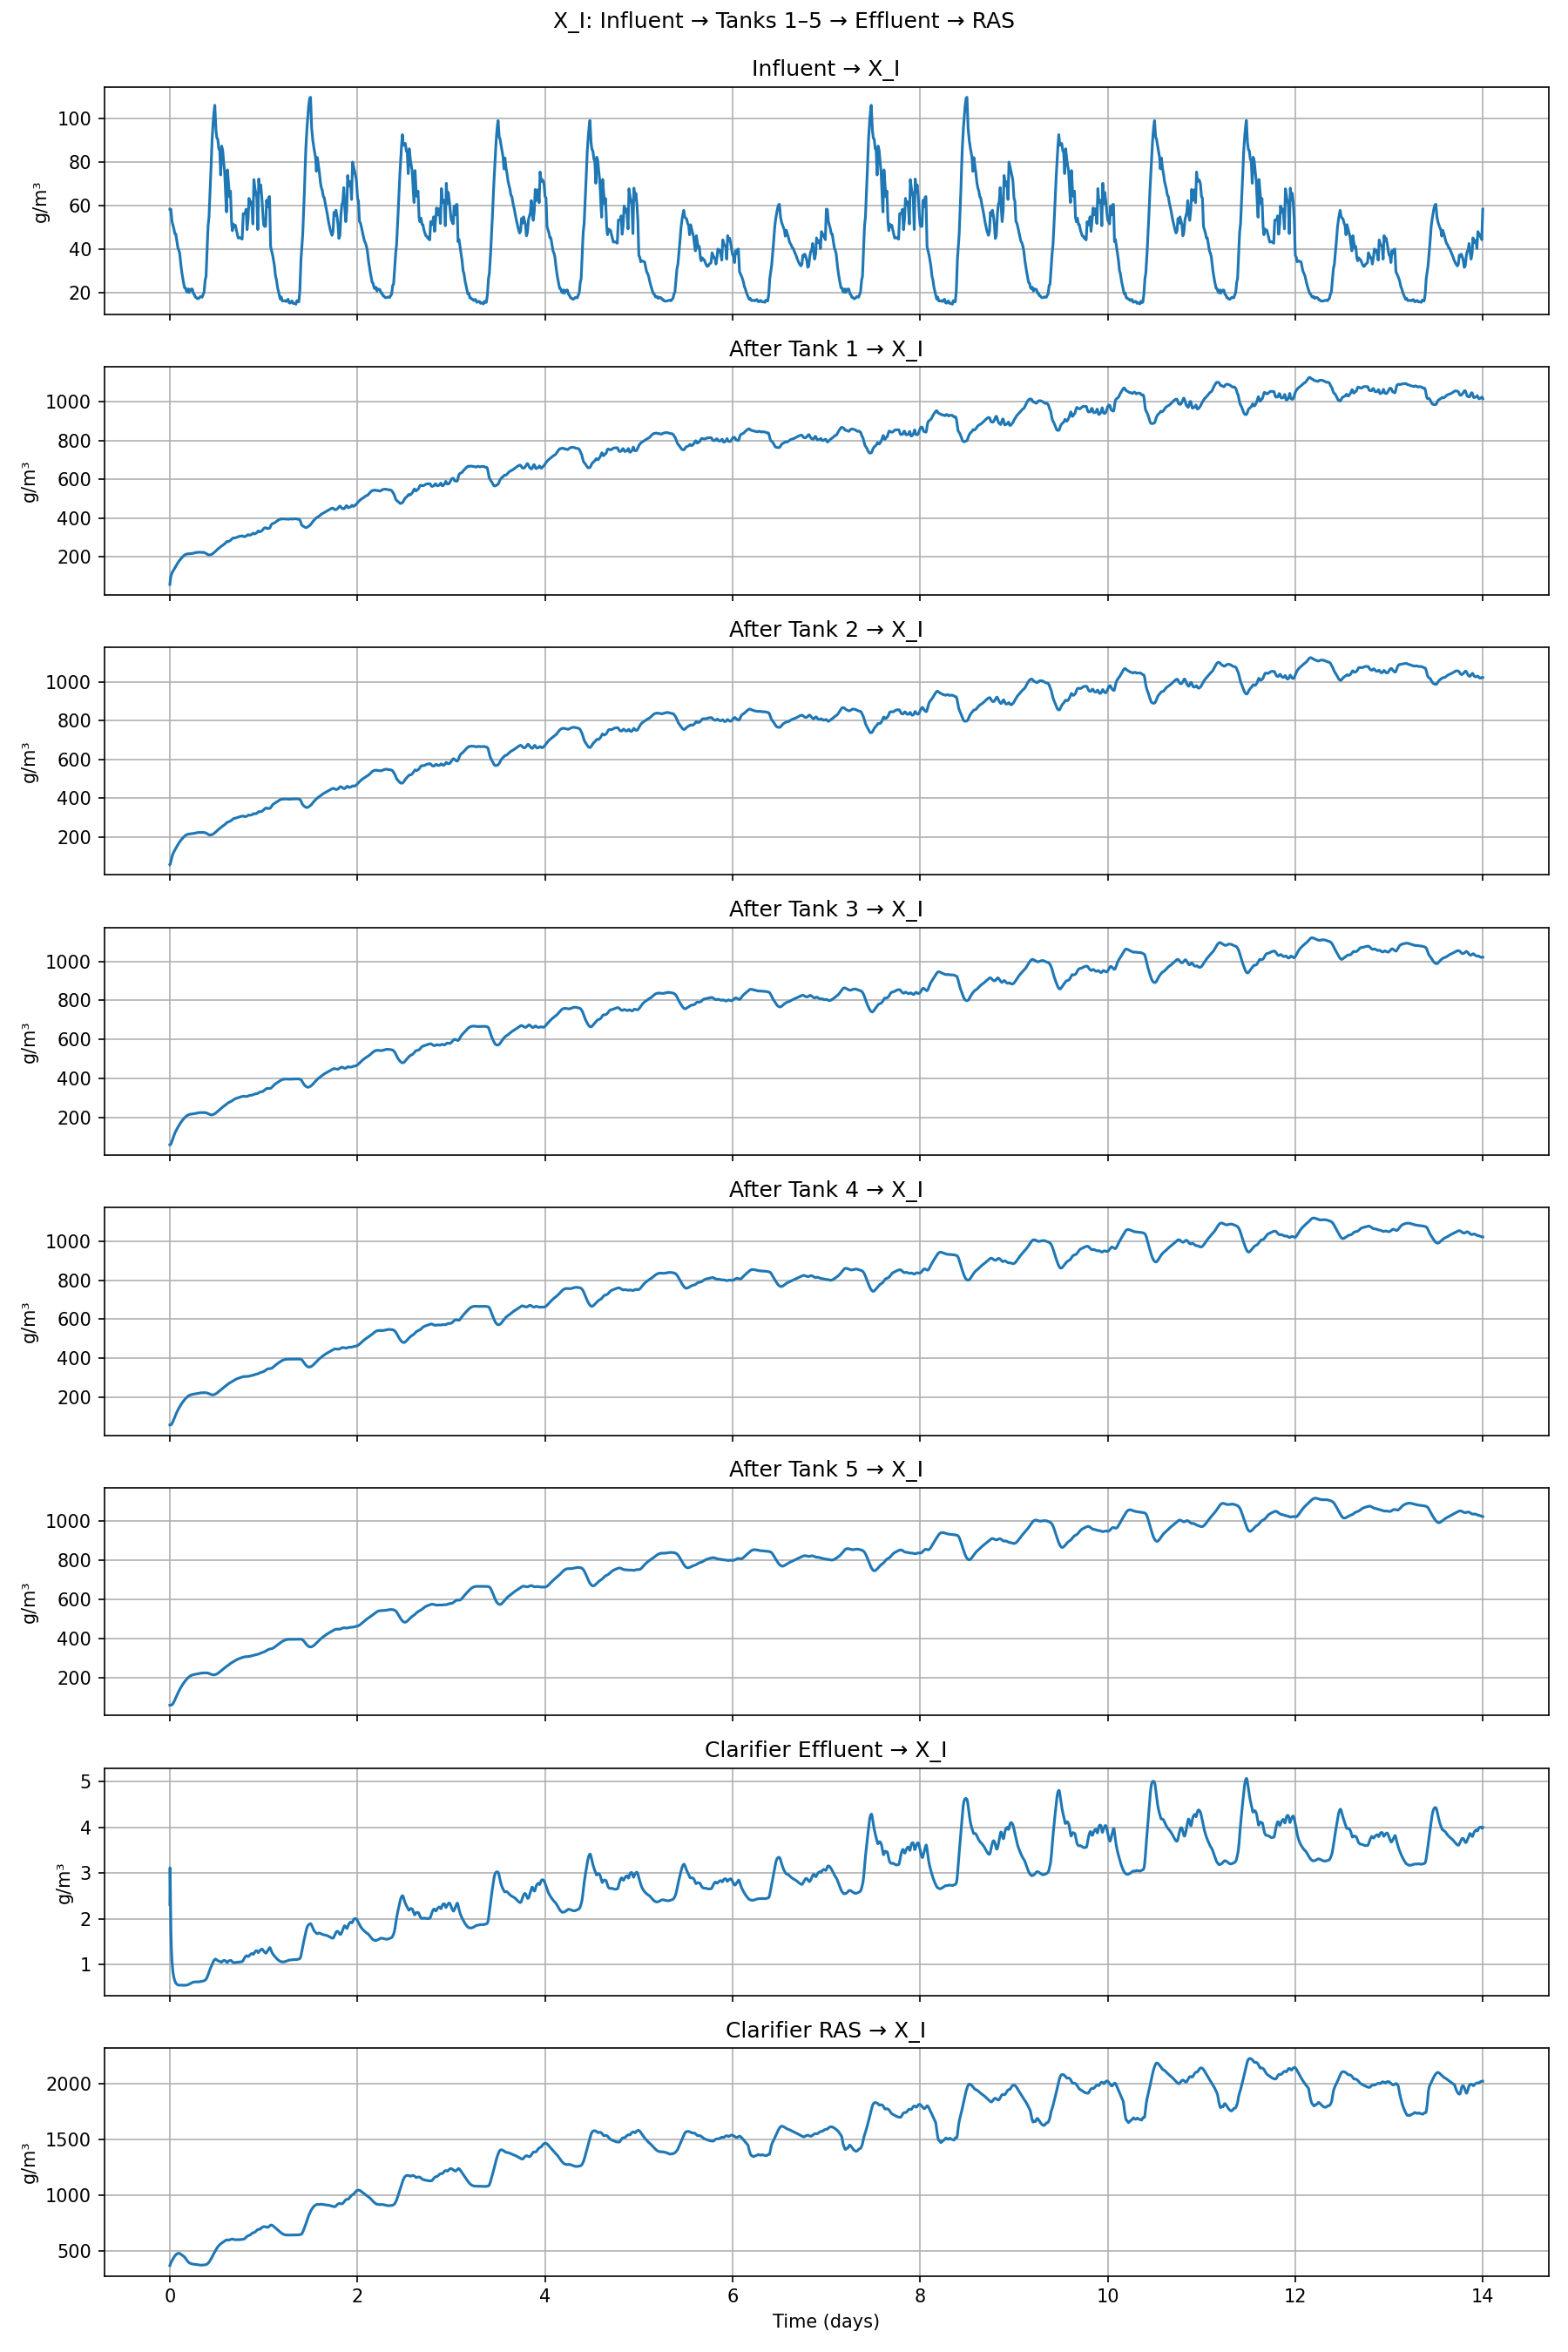 X_I: Influent → Tanks 1–5 → Effluent → RAS
Influent → X_I
100
80
60
40
20
g/m³
After Tank 1 → X_I
1000
800
600
400
200
g/m³
After Tank 2 → X_I
1000
800
600
400
200
g/m³
After Tank 3 → X_I
1000
800
600
400
200
g/m³
After Tank 4 → X_I
1000
800
600
400
200
g/m³
After Tank 5 → X_I
1000
800
600
400
200
g/m³
Clarifier Effluent → X_I
5
4
3
2
1
g/m³
Clarifier RAS → X_I
2000
1500
1000
500
g/m³
0 2 4 6 8 10 12 14
Time (days)